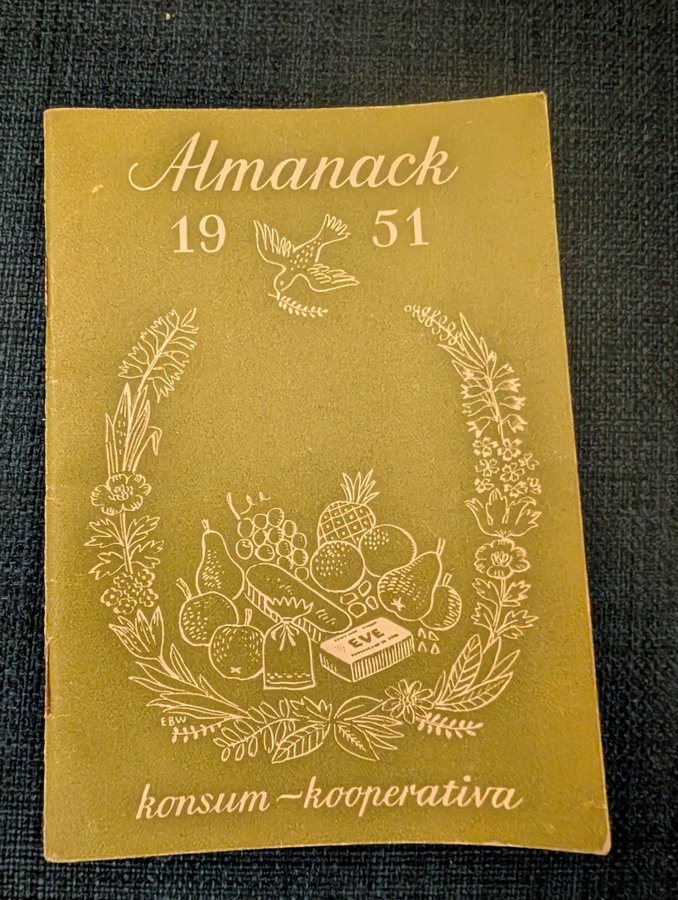 Almanack
19 51
EVE
EBW
konsum-kooperativa